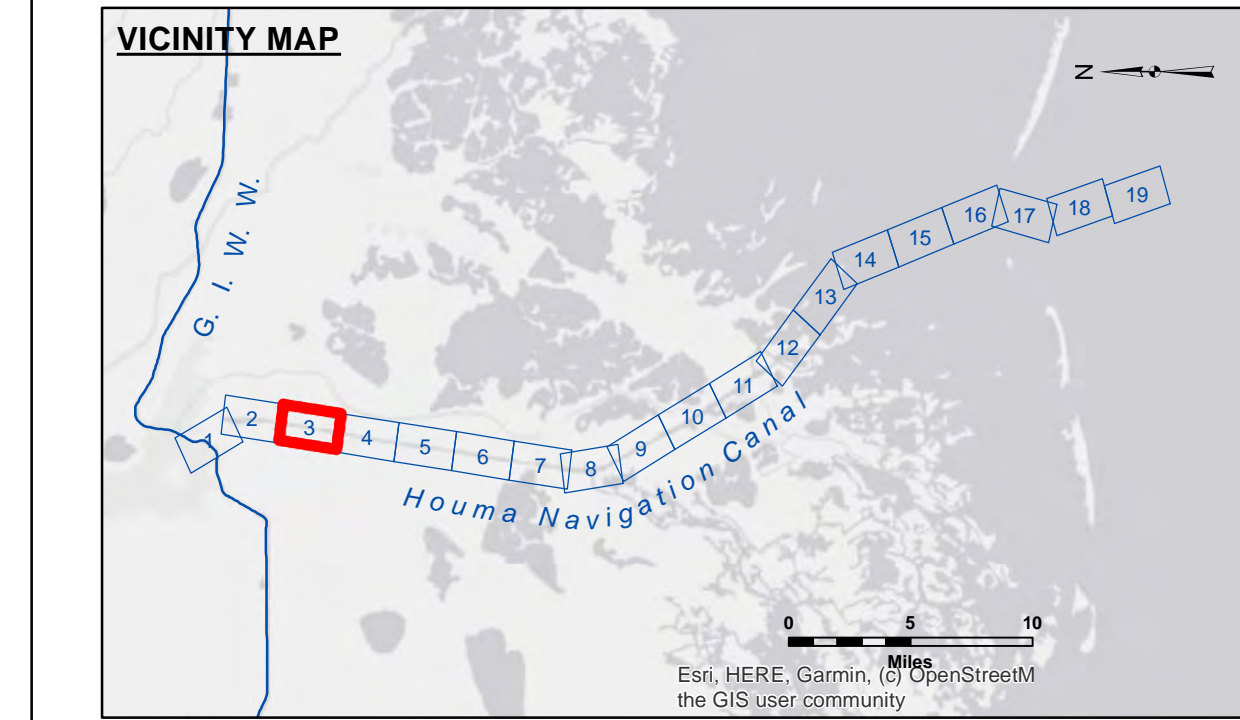 VICINITY MAP
N
G. I. W. W.
1
2
3
4
5
6
7
8
9
10
11
12
13
14
15
16
17
18
19
Houma Navigation Canal
0 5 10
Miles
Esri, HERE, Garmin, (c) OpenStreetM
the GIS user community